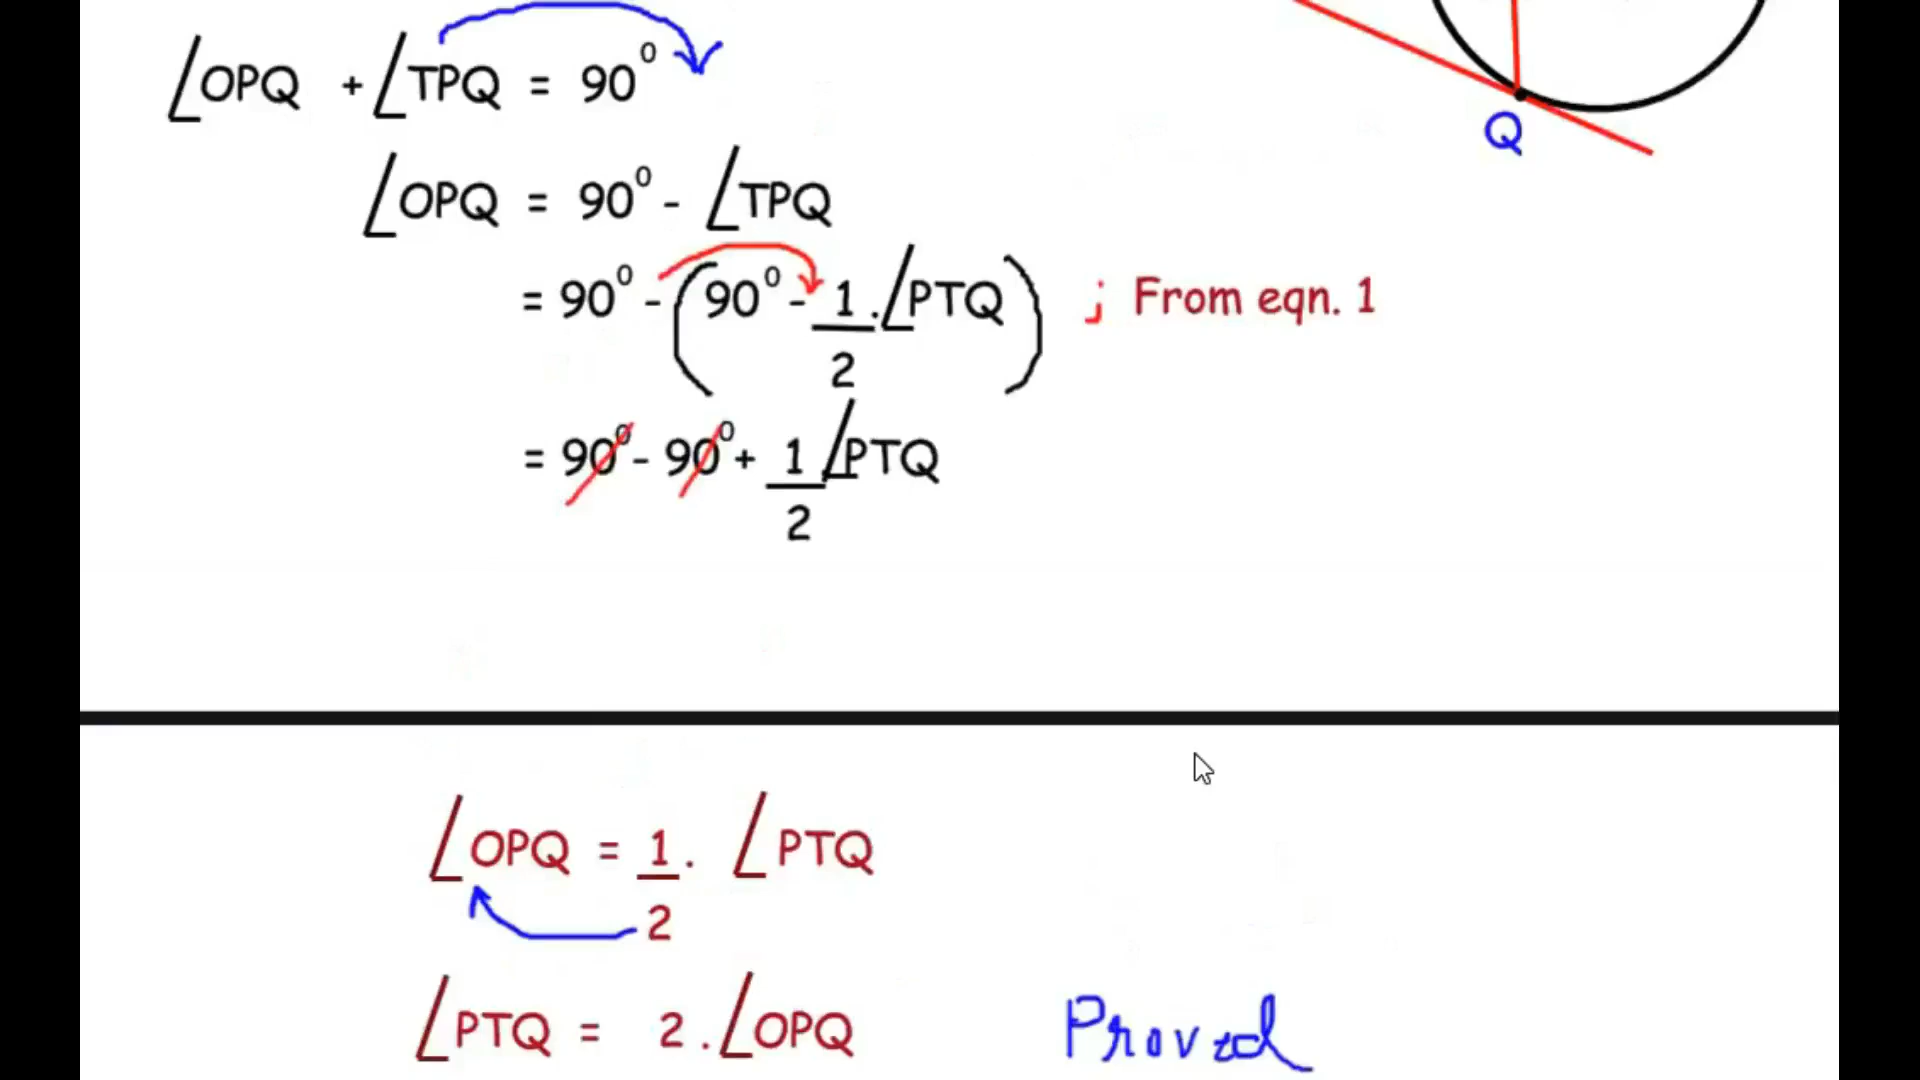 ∠OPQ + ∠TPQ = 90°
Q
∠OPQ = 90° - ∠TPQ
= 90° - (90° - 1/2 . ∠PTQ) ; From eqn. 1
= 90° - 90° + 1/2 ∠PTQ
∠OPQ = 1/2 . ∠PTQ
∠PTQ = 2 . ∠OPQ Proved